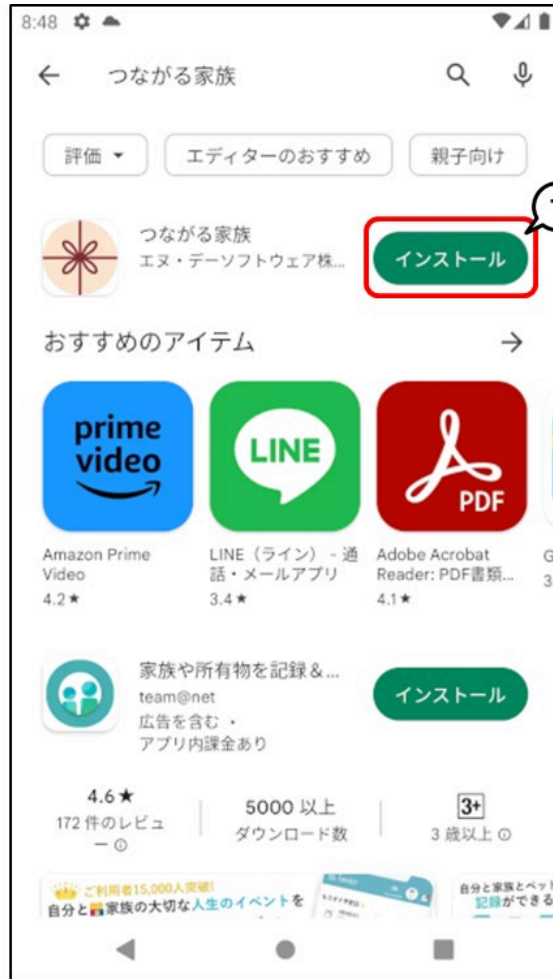 8:48
つながる家族
評価
エディターのおすすめ
親子向け
つながる家族
エヌ・デーソフトウェア株...
インストール
おすすめのアイテム
prime
video
LINE
PDF
Amazon Prime
Video
4.2★
LINE（ライン） - 通
話・メールアプリ
3.4★
Adobe Acrobat
Reader: PDF書類...
4.1★
G
3
家族や所有物を記録＆...
team@net
広告を含む ・
アプリ内課金あり
インストール
4.6★
172 件のレビュ
ー
5000 以上
ダウンロード数
3+
3 歳以上
ご利用者15,000人突破!
自分と家族の大切な人生のイベントを
自分と家族とペット
記録ができる